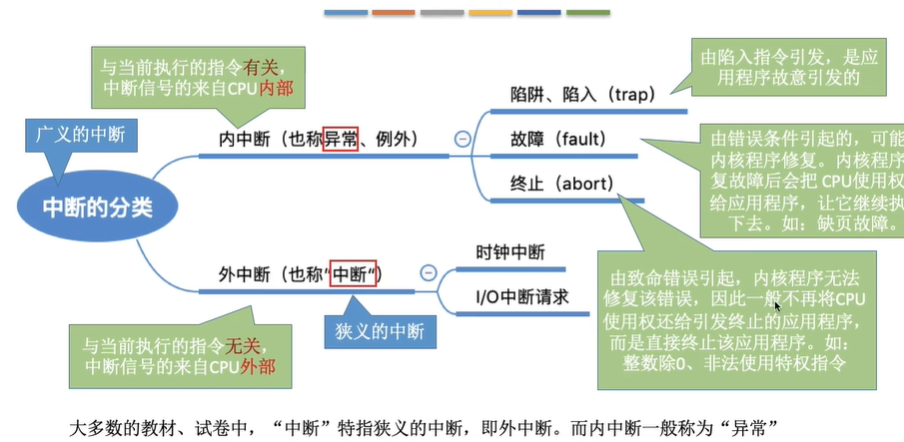 与当前执行的指令有关，
中断信号的来自CPU内部
广义的中断
中断的分类
内中断（也称异常、例外）
陷阱、陷入（trap）
由陷入指令引发，是应
用程序故意引发的
故障（fault）
由错误条件引起的，可能
内核程序修复。内核程序
复故障后会把 CPU使用权
给应用程序，让它继续执
下去。如：缺页故障。
终止（abort）
由致命错误引起，内核程序无法
修复该错误，因此一般不再将CPU
使用权还给引发终止的应用程序，
而是直接终止该应用程序。如：
整数除0、非法使用特权指令
外中断（也称“中断“）
时钟中断
I/O中断请求
狭义的中断
与当前执行的指令无关，
中断信号的来自CPU外部
大多数的教材、试卷中，“中断”特指狭义的中断，即外中断。而内中断一般称为“异常”